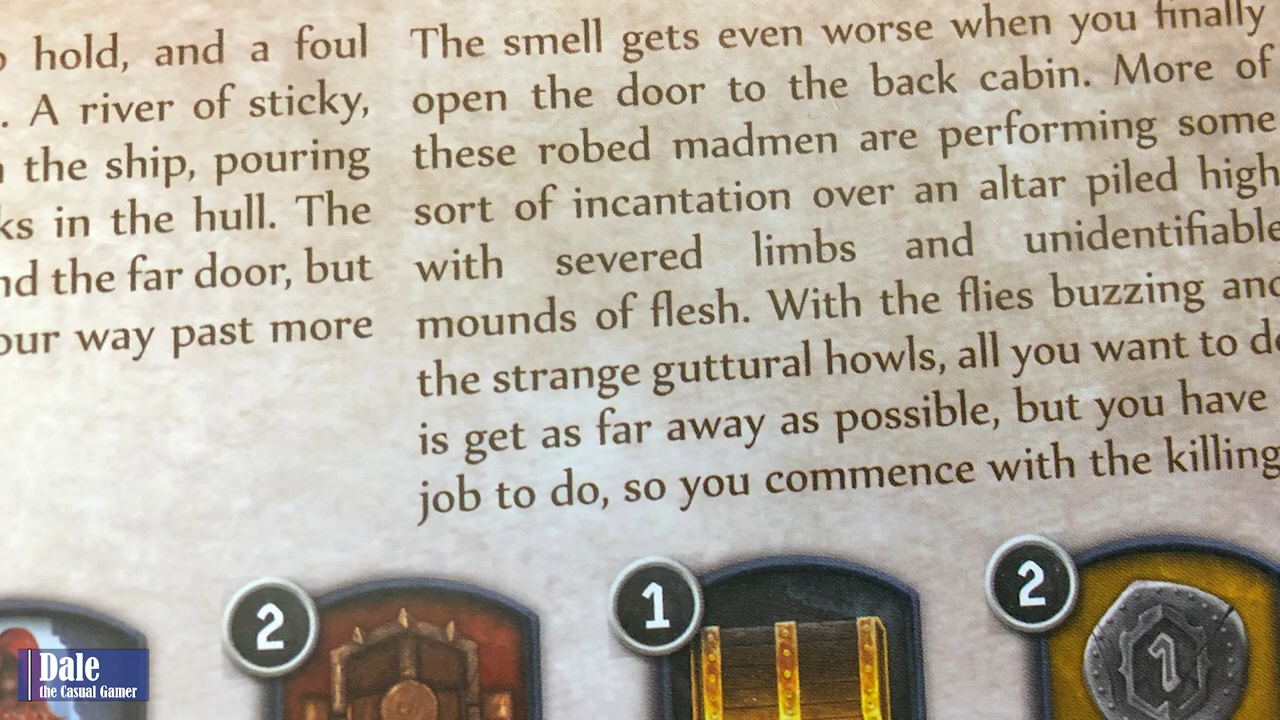 hold, and a foul
. A river of sticky,
the ship, pouring
ks in the hull. The
nd the far door, but
our way past more
The smell gets even worse when you finally
open the door to the back cabin. More of
these robed madmen are performing some
sort of incantation over an altar piled high
with severed limbs and unidentifiable
mounds of flesh. With the flies buzzing and
the strange guttural howls, all you want to do
is get as far away as possible, but you have
job to do, so you commence with the killing
2
1
2
1
Dale
the Casual Gamer